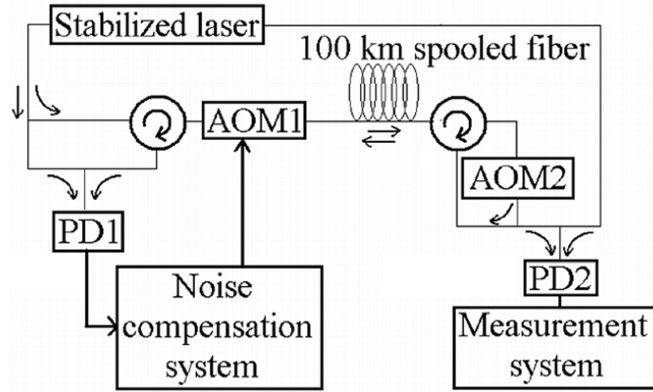 Stabilized laser
100 km spooled fiber
AOM1
AOM2
PD1
PD2
Noise
compensation
system
Measurement
system